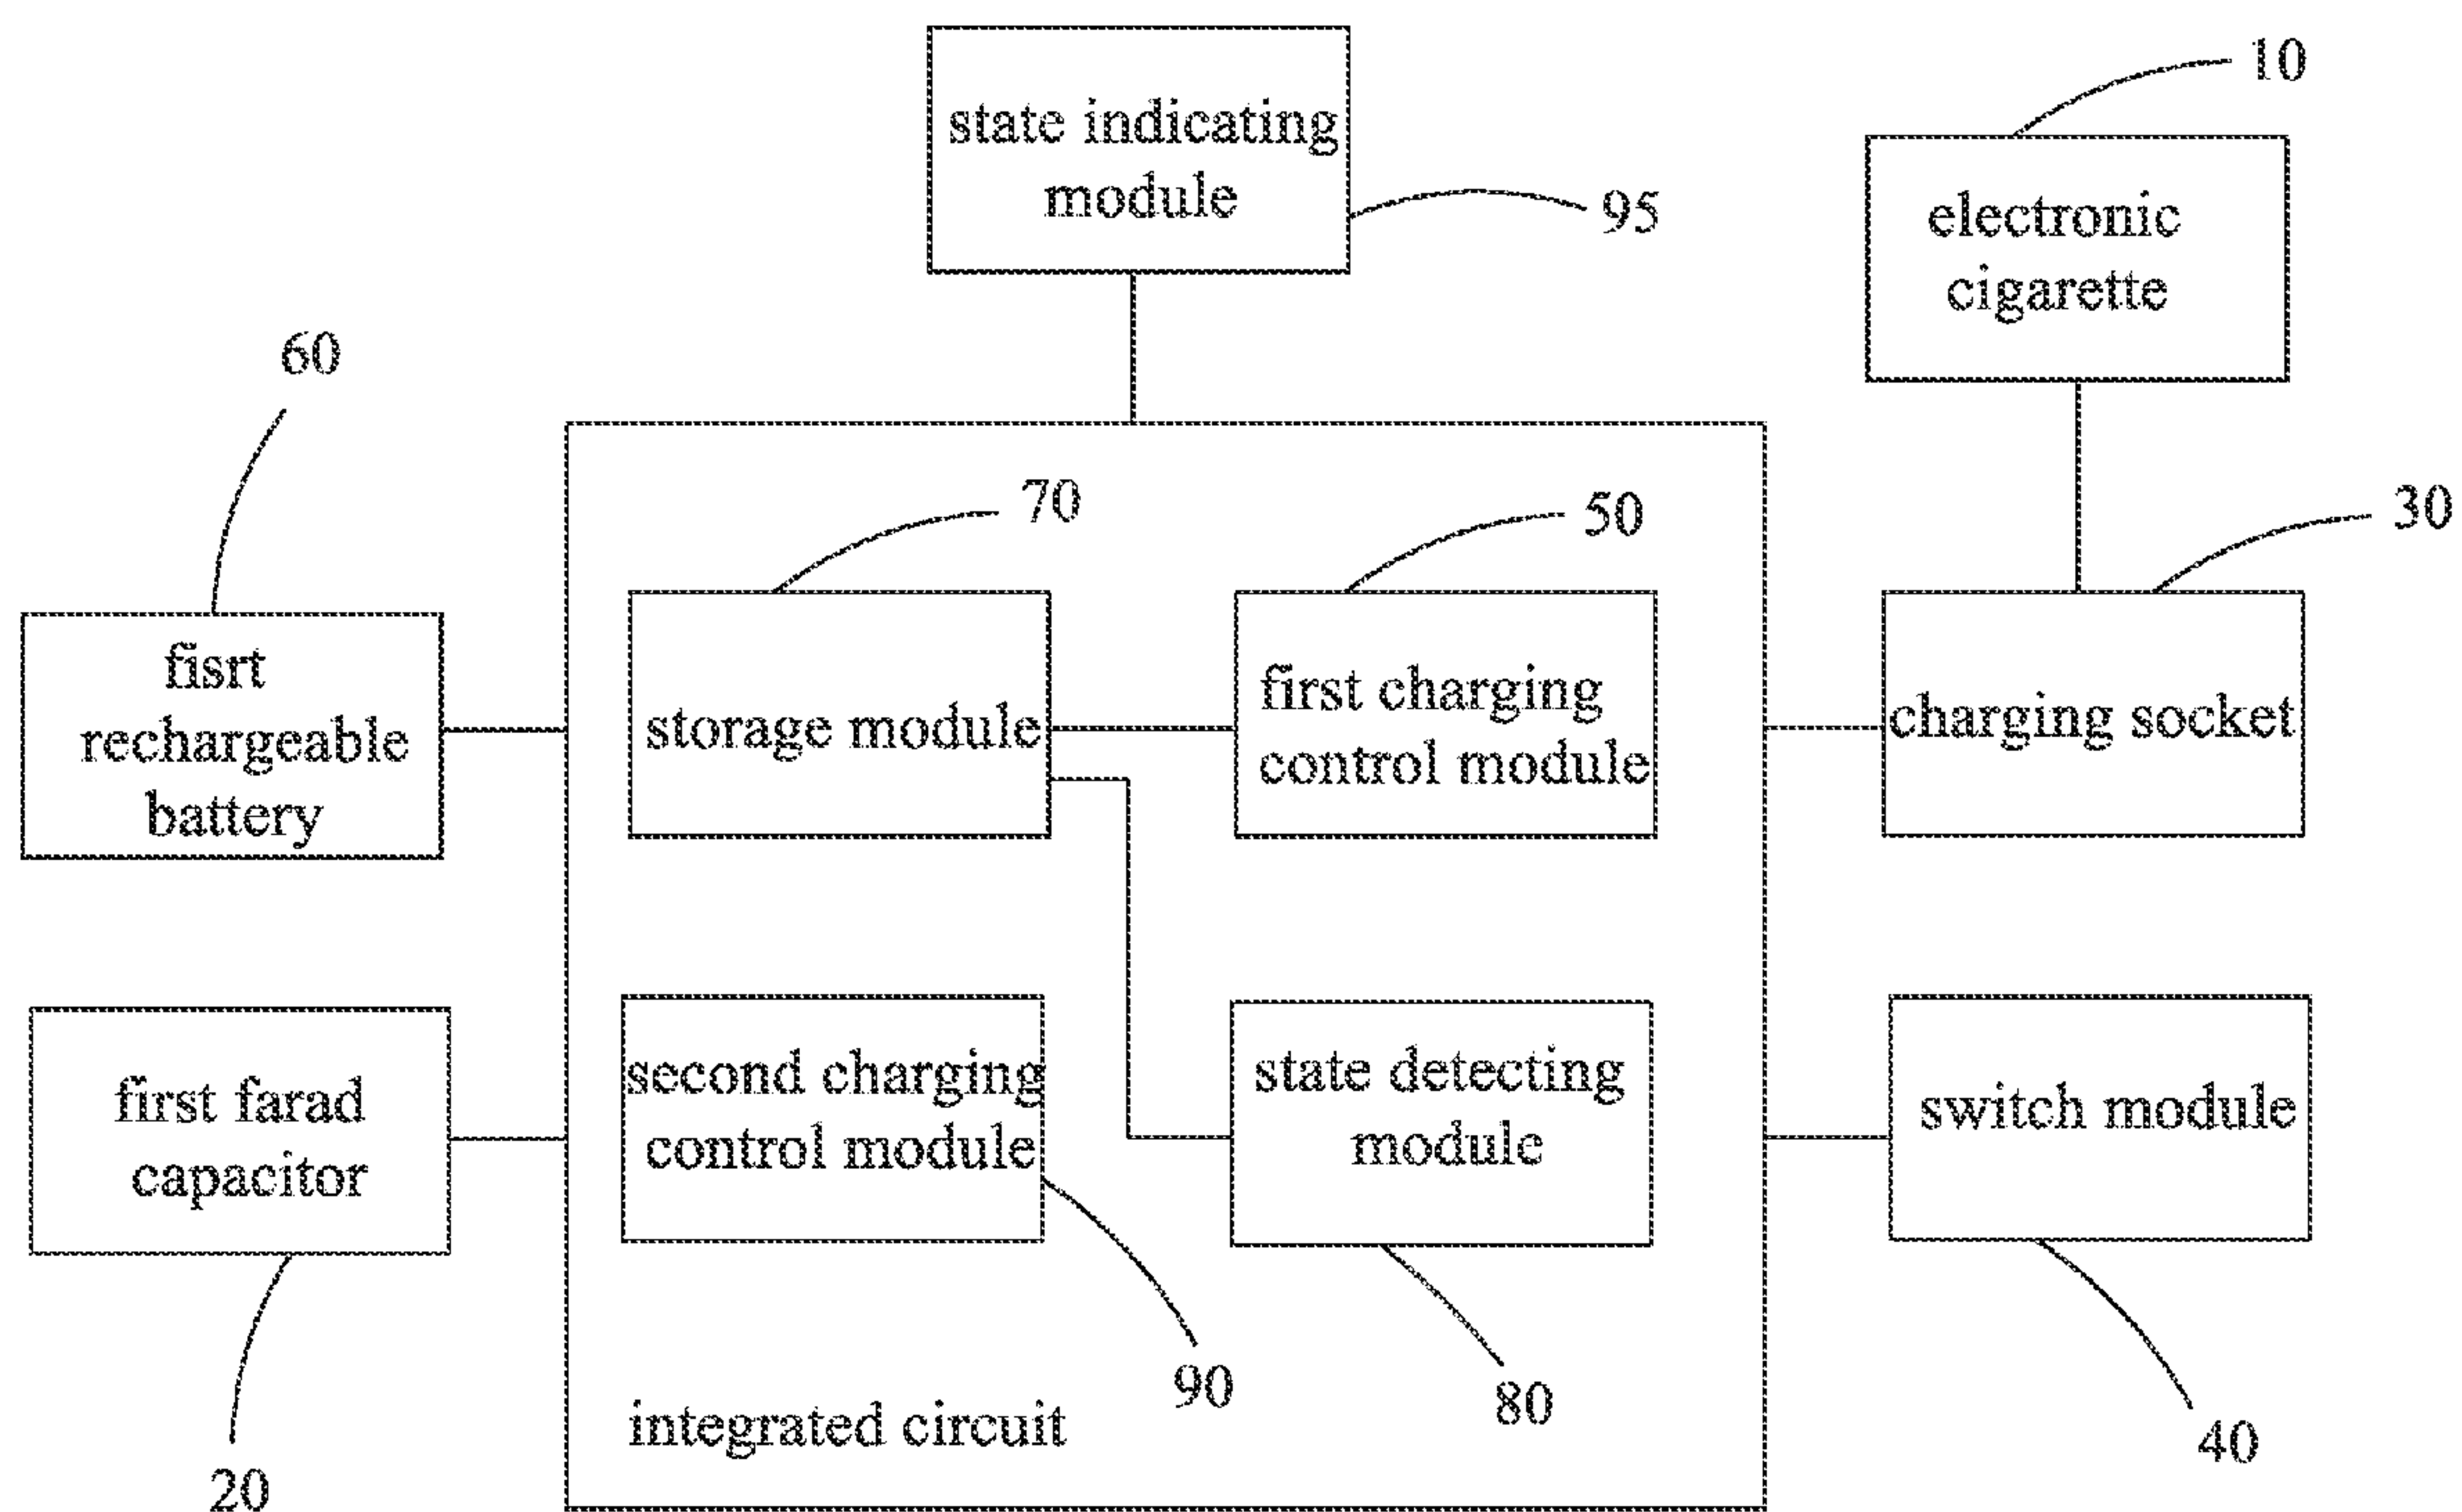 state indicating
module
95
10
electronic
cigarette
60
70
50
30
fisrt
rechargeable
battery
storage module
first charging
control module
charging socket
first farad
capacitor
second charging
control module
state detecting
module
switch module
20
90
80
40
integrated circuit